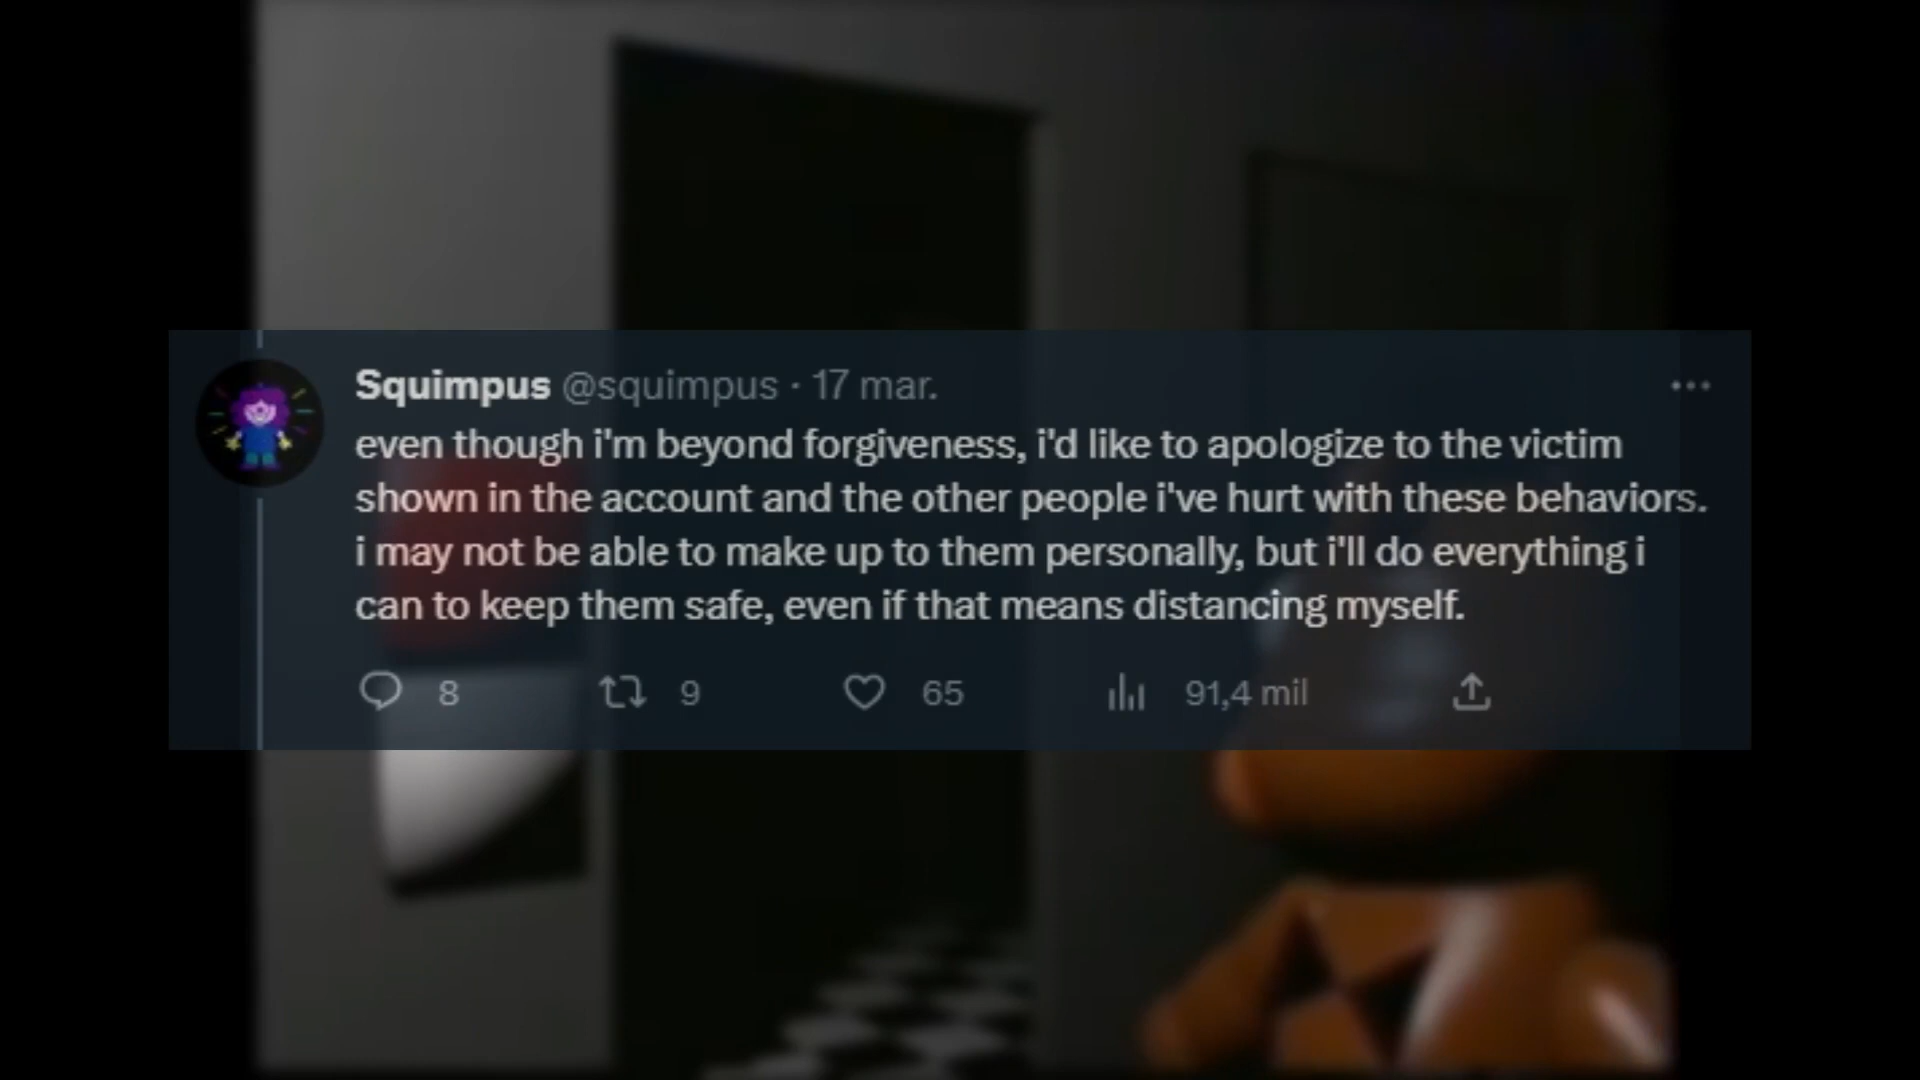 Squimpus @squimpus · 17 mar.
even though i'm beyond forgiveness, i'd like to apologize to the victim
shown in the account and the other people i've hurt with these behaviors.
i may not be able to make up to them personally, but i'll do everything i
can to keep them safe, even if that means distancing myself.
8 9 65 91,4 mil